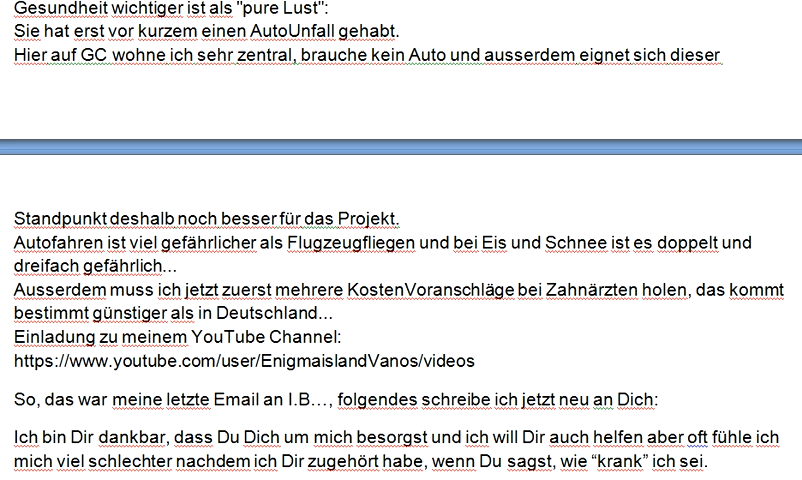 Gesundheit wichtiger ist als "pure Lust":
Sie hat erst vor kurzem einen AutoUnfall gehabt.
Hier auf GC wohne ich sehr zentral, brauche kein Auto und ausserdem eignet sich dieser
Standpunkt deshalb noch besser für das Projekt.
Autofahren ist viel gefährlicher als Flugzeugfliegen und bei Eis und Schnee ist es doppelt und
dreifach gefährlich...
Ausserdem muss ich jetzt zuerst mehrere KostenVoranschläge bei Zahnärzten holen, das kommt
bestimmt günstiger als in Deutschland...
Einladung zu meinem YouTube Channel:
https://www.youtube.com/user/EnigmaislandVanos/videos
So, das war meine letzte Email an I.B…, folgendes schreibe ich jetzt neu an Dich:
Ich bin Dir dankbar, dass Du Dich um mich besorgst und ich will Dir auch helfen aber oft fühle ich
mich viel schlechter nachdem ich Dir zugehört habe, wenn Du sagst, wie “krank” ich sei.